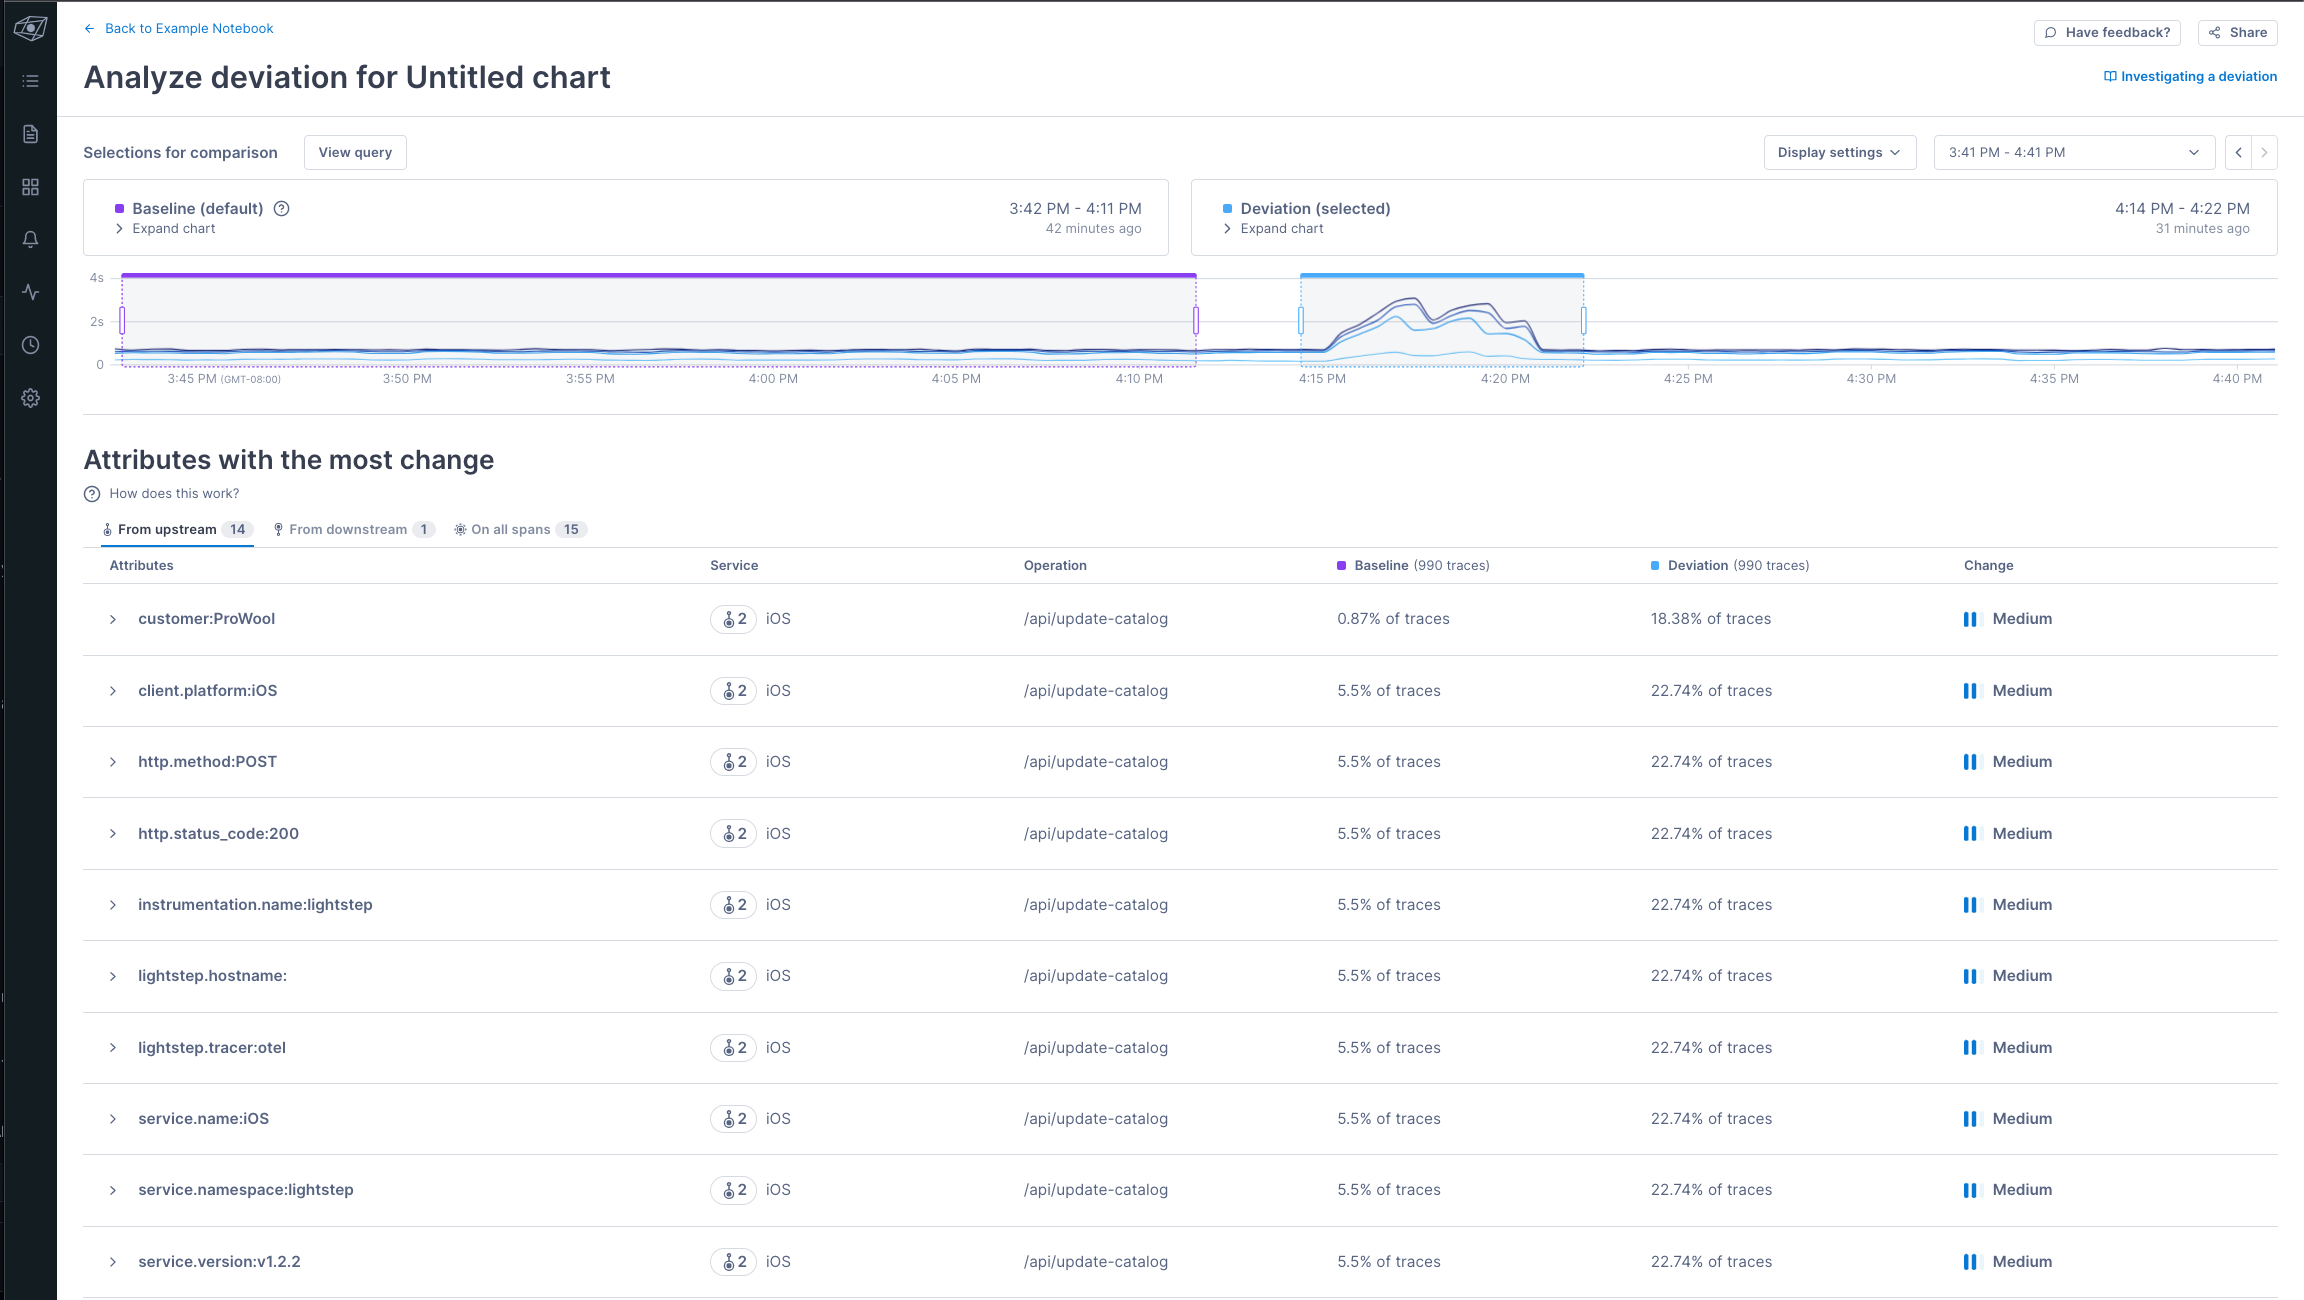 Back to Example Notebook
Have feedback?
Share
Analyze deviation for Untitled chart
Investigating a deviation
Selections for comparison
View query
Display settings
3:41 PM - 4:41 PM
Baseline (default)
3:42 PM - 4:11 PM
Expand chart
42 minutes ago
Deviation (selected)
4:14 PM - 4:22 PM
Expand chart
31 minutes ago
4s
2s
0
3:45 PM (GMT-08:00)
3:50 PM
3:55 PM
4:00 PM
4:05 PM
4:10 PM
4:15 PM
4:20 PM
4:25 PM
4:30 PM
4:35 PM
4:40 PM
Attributes with the most change
How does this work?
From upstream 14
From downstream 1
On all spans 15
Attributes Service Operation Baseline (990 traces) Deviation (990 traces) Change
customer:ProWool 2 iOS /api/update-catalog 0.87% of traces 18.38% of traces Medium
client.platform:iOS 2 iOS /api/update-catalog 5.5% of traces 22.74% of traces Medium
http.method:POST 2 iOS /api/update-catalog 5.5% of traces 22.74% of traces Medium
http.status_code:200 2 iOS /api/update-catalog 5.5% of traces 22.74% of traces Medium
instrumentation.name:lightstep 2 iOS /api/update-catalog 5.5% of traces 22.74% of traces Medium
lightstep.hostname: 2 iOS /api/update-catalog 5.5% of traces 22.74% of traces Medium
lightstep.tracer:otel 2 iOS /api/update-catalog 5.5% of traces 22.74% of traces Medium
service.name:iOS 2 iOS /api/update-catalog 5.5% of traces 22.74% of traces Medium
service.namespace:lightstep 2 iOS /api/update-catalog 5.5% of traces 22.74% of traces Medium
service.version:v1.2.2 2 iOS /api/update-catalog 5.5% of traces 22.74% of traces Medium